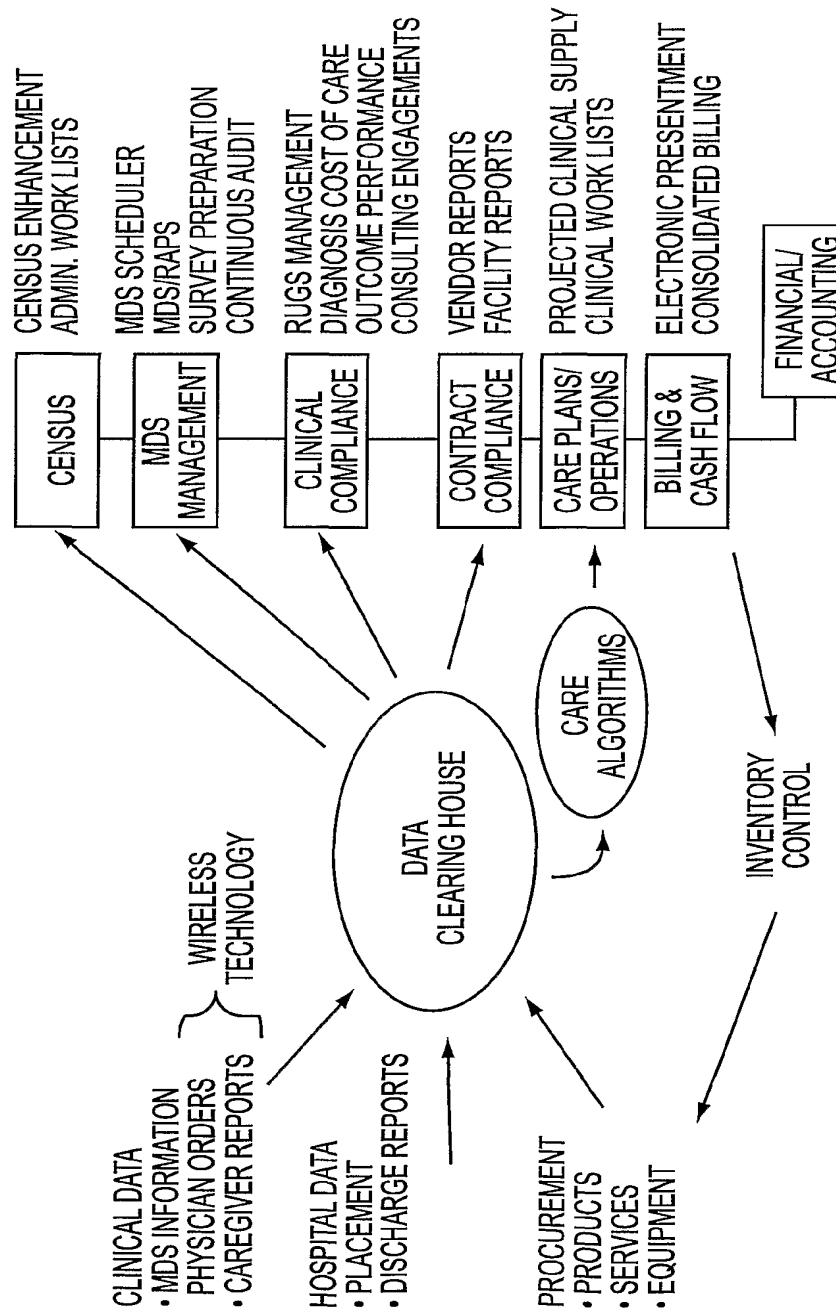 CLINICAL DATA
• MDS INFORMATION
PHYSICIAN ORDERS
• CAREGIVER REPORTS
WIRELESS
TECHNOLOGY
HOSPITAL DATA
• PLACEMENT
• DISCHARGE REPORTS
PROCUREMENT
• PRODUCTS
• SERVICES
• EQUIPMENT
DATA
CLEARING HOUSE
CARE
ALGORITHMS
INVENTORY
CONTROL
CENSUS
CENSUS ENHANCEMENT
ADMIN. WORK LISTS
MDS
MANAGEMENT
MDS SCHEDULER
MDS/RAPS
SURVEY PREPARATION
CONTINUOUS AUDIT
CLINICAL
COMPLIANCE
RUGS MANAGEMENT
DIAGNOSIS COST OF CARE
OUTCOME PERFORMANCE
CONSULTING ENGAGEMENTS
CONTRACT
COMPLIANCE
VENDOR REPORTS
FACILITY REPORTS
CARE PLANS/
OPERATIONS
PROJECTED CLINICAL SUPPLY
CLINICAL WORK LISTS
BILLING &
CASH FLOW
ELECTRONIC PRESENTMENT
CONSOLIDATED BILLING
FINANCIAL/
ACCOUNTING